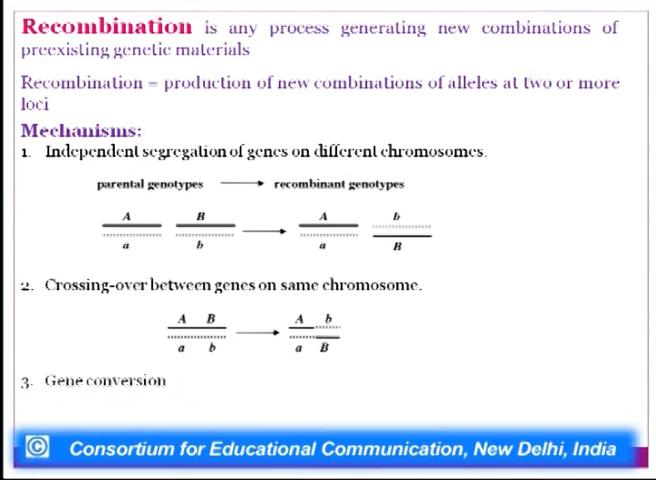 Recombination is any process generating new combinations of
preexisting genetic materials
Recombination = production of new combinations of alleles at two or more
loci
Mechanisms:
1. Independent segregation of genes on different chromosomes.
parental genotypes recombinant genotypes
A B A b
a b a B
2. Crossing-over between genes on same chromosome.
A B A b
a b a B
3. Gene conversion
© Consortium for Educational Communication, New Delhi, India